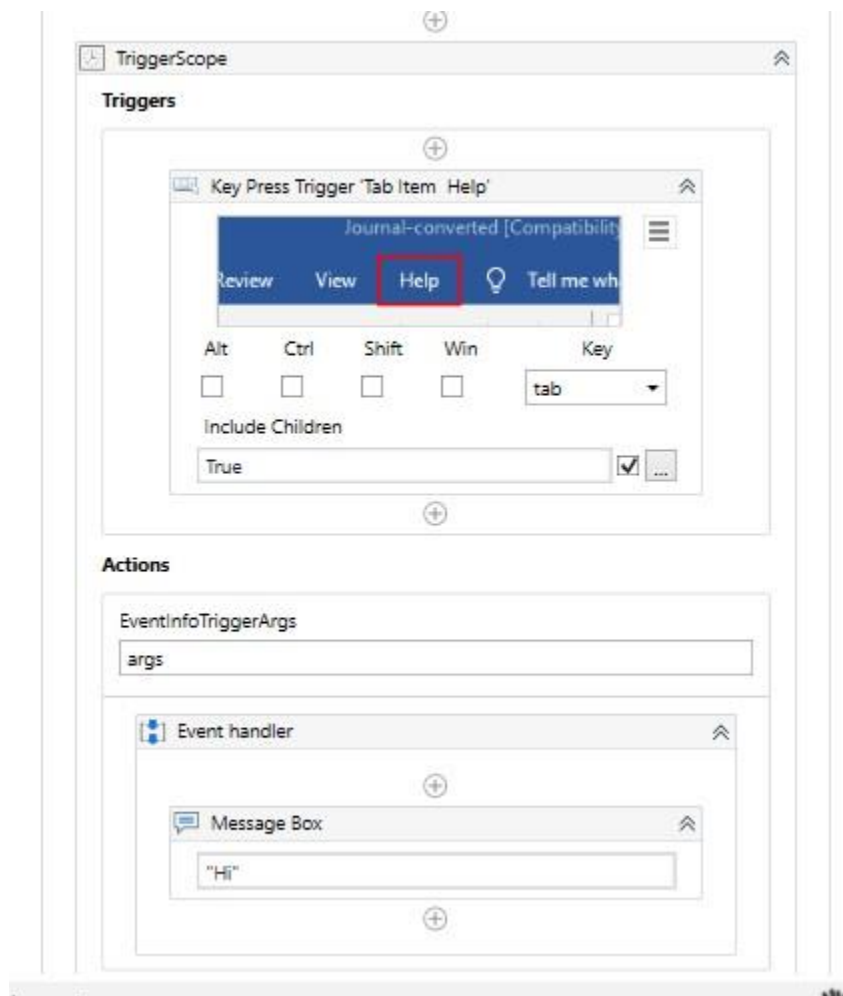 TriggerScope
Triggers
Key Press Trigger 'Tab Item  Help'
Journal-converted [Compatibility
Review View Help Tell me wh
Alt Ctrl Shift Win Key
tab
Include Children
True ...
Actions
EventInfoTriggerArgs
args
Event handler
Message Box
"Hi"